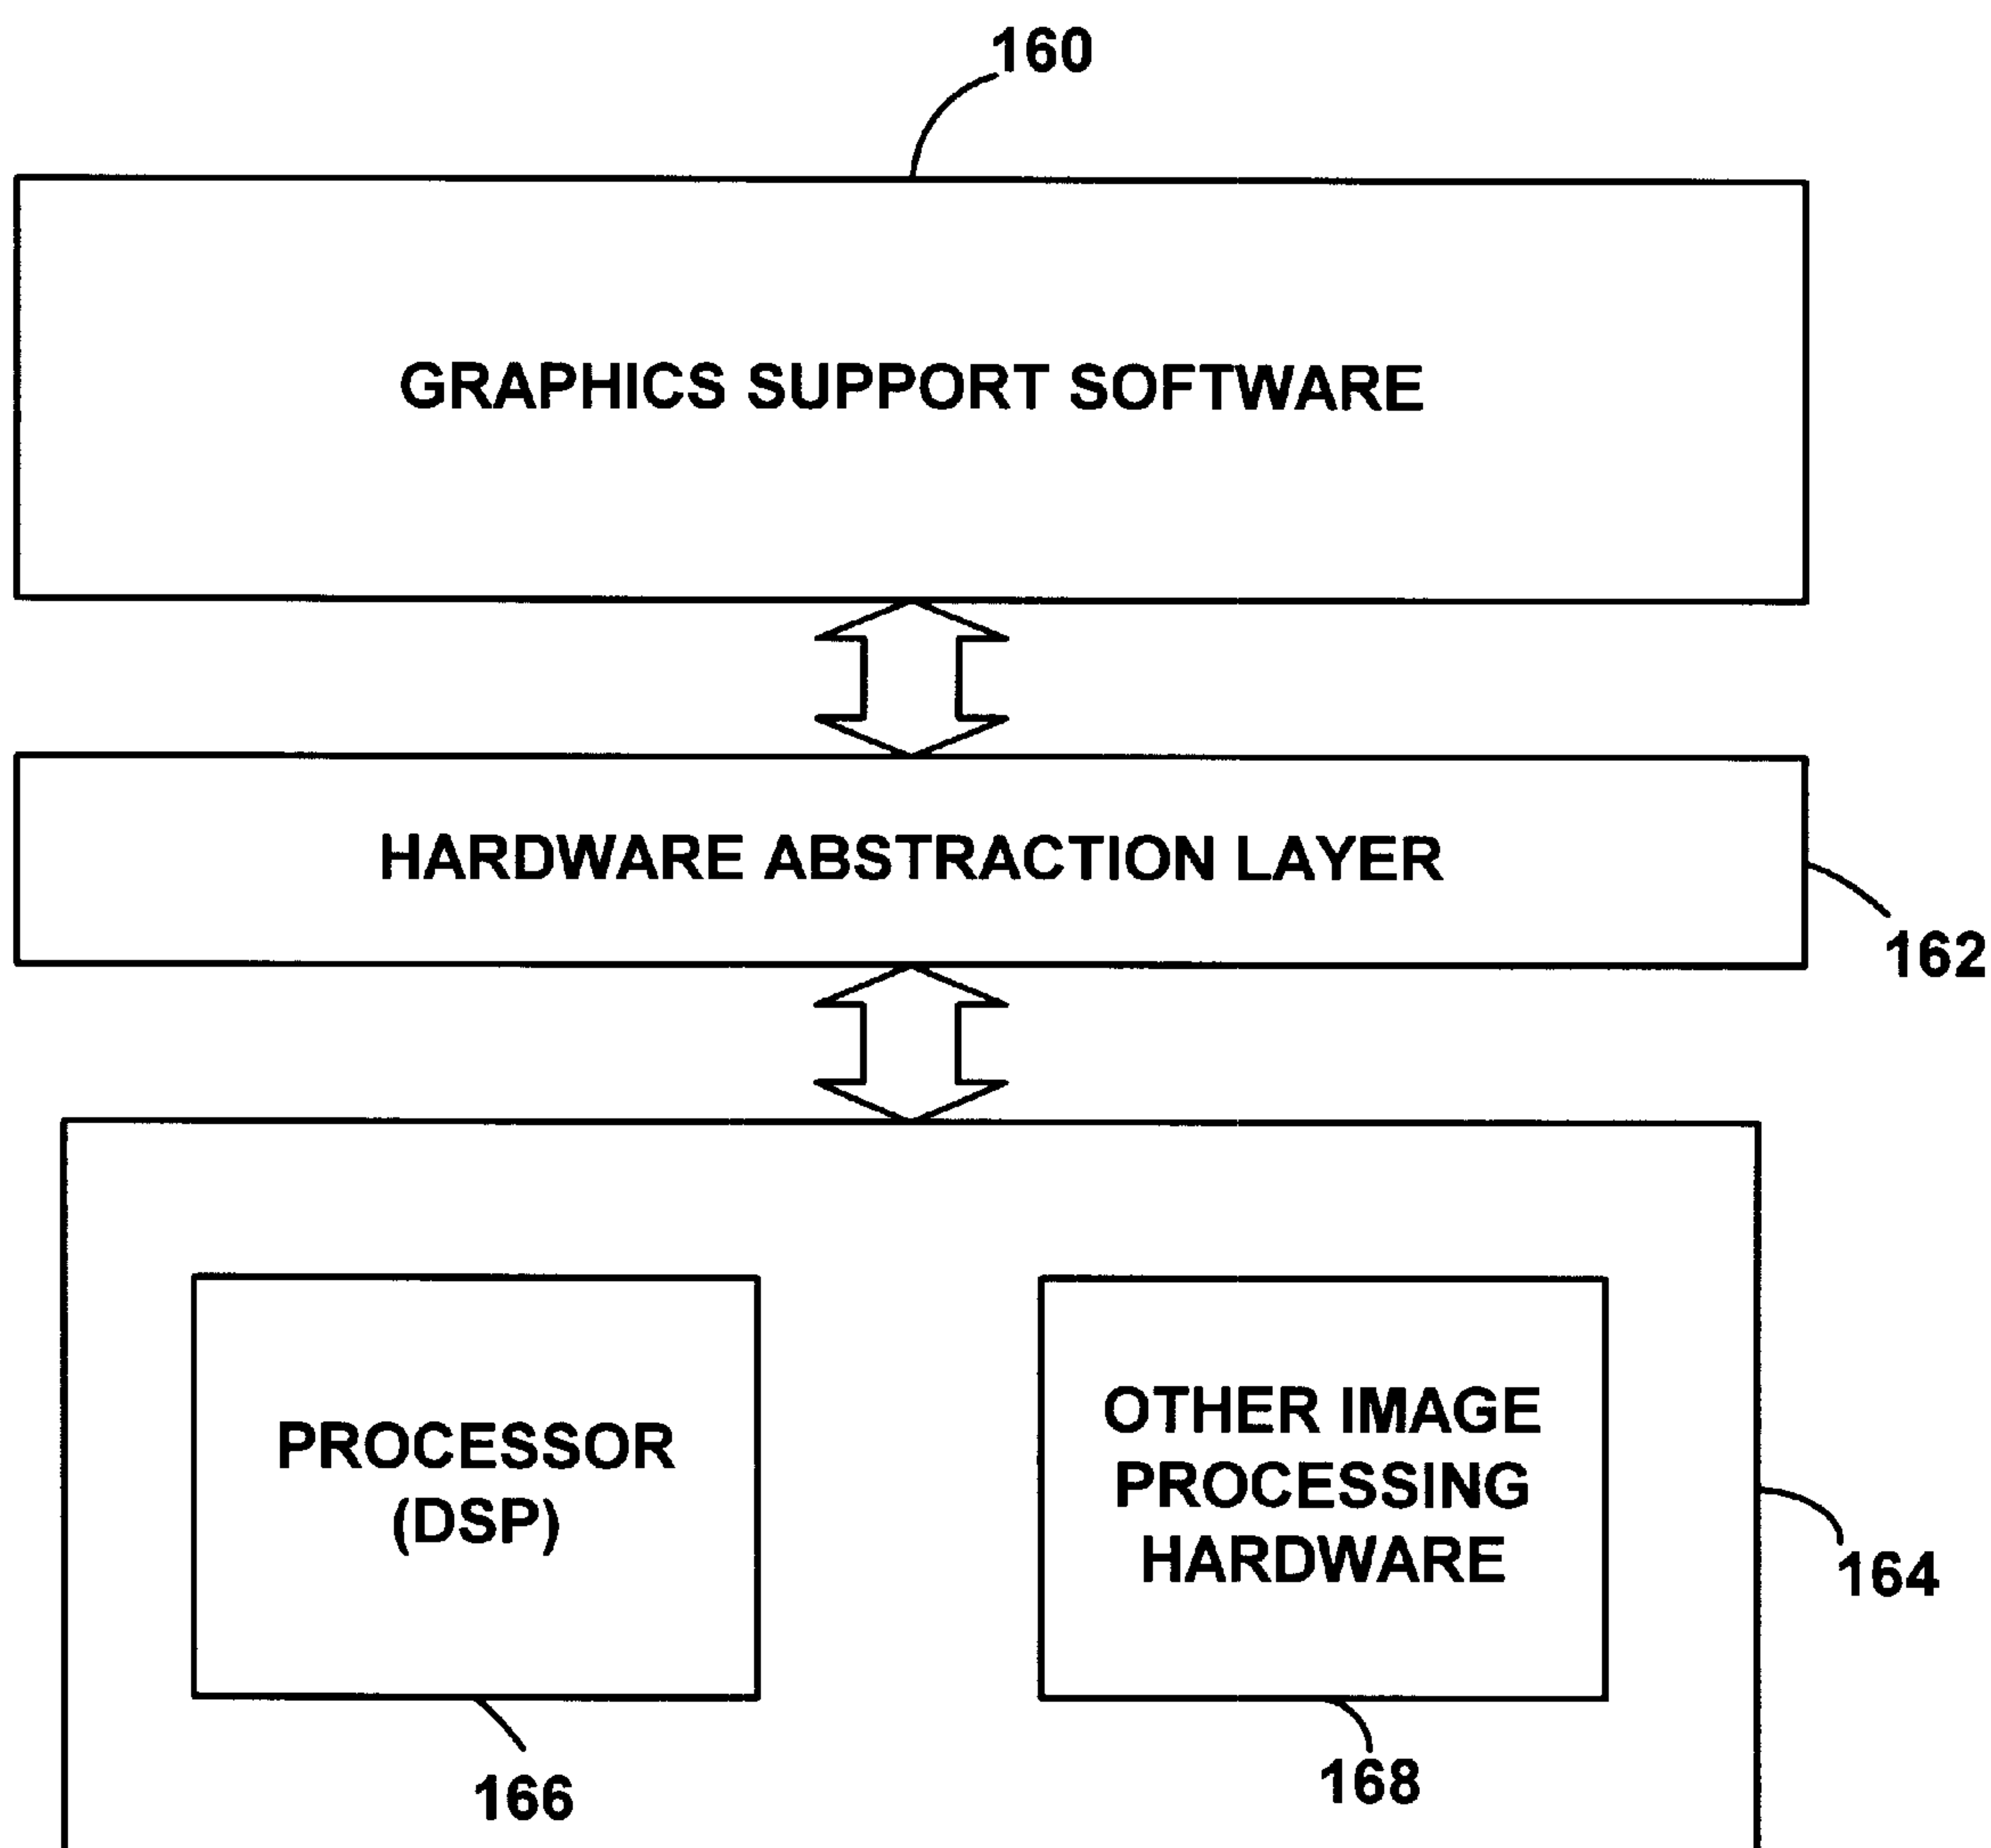 160
GRAPHICS SUPPORT SOFTWARE
HARDWARE ABSTRACTION LAYER
162
PROCESSOR
(DSP)
OTHER IMAGE
PROCESSING
HARDWARE
164
166
168